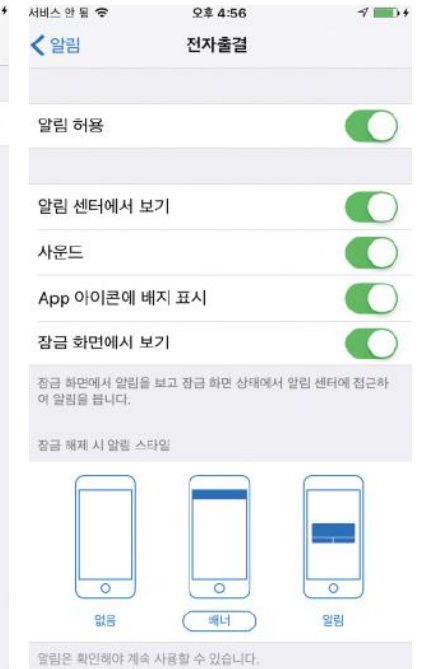 서비스 안 됨 오후 4:56
알림 전자출결
알림 허용
알림 센터에서 보기
사운드
App 아이콘에 배지 표시
잠금 화면에서 보기
잠금 화면에서 알림을 보고 잠금 화면 상태에서 알림 센터에 접근하
여 알림을 봅니다.
잠금 해제 시 알림 스타일
없음 배너 알림
알림은 확인해야 계속 사용할 수 있습니다.